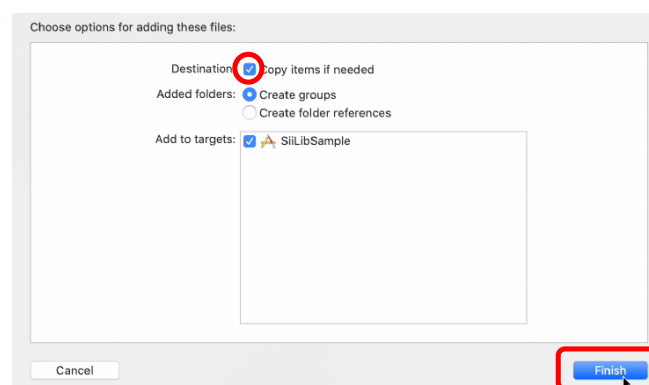 Choose options for adding these files:
Destination: Copy items if needed
Added folders: Create groups
Create folder references
Add to targets: SiiLibSample
Cancel Finish